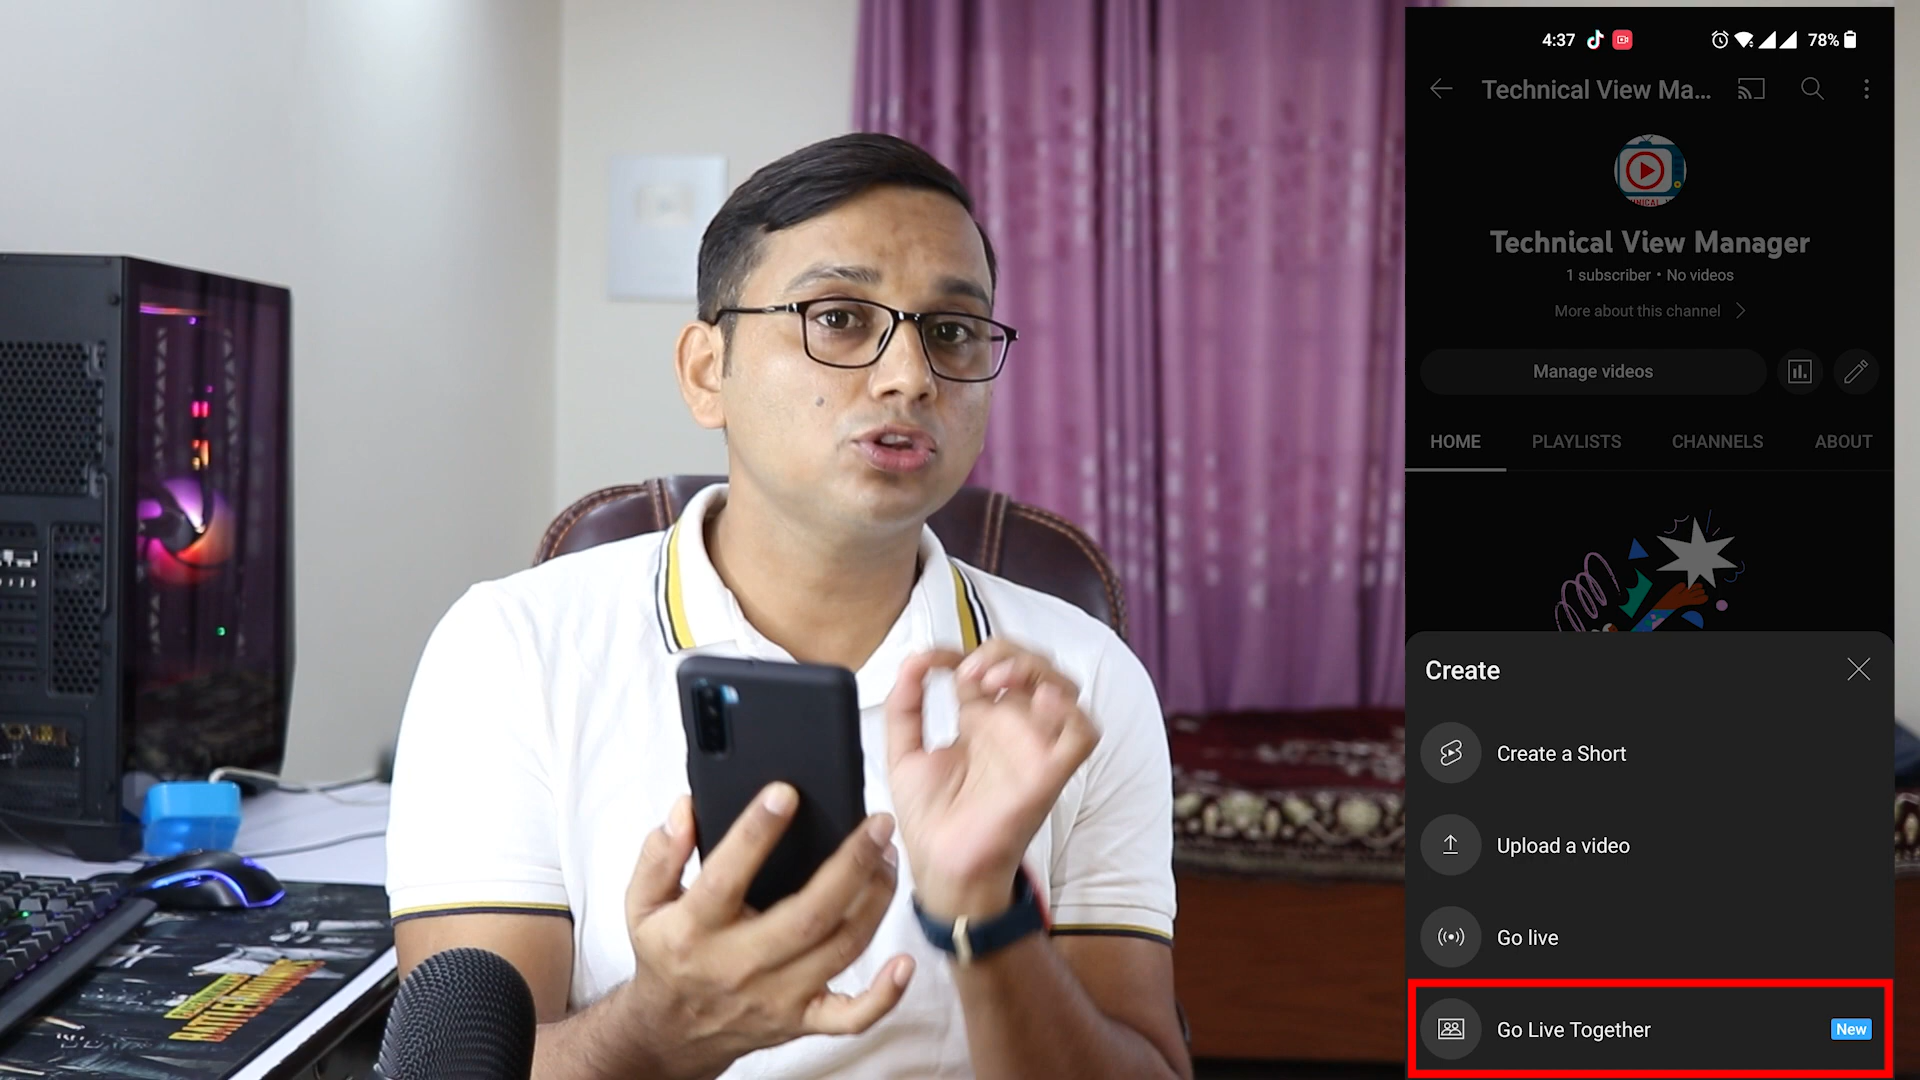 4:37
78%
Technical View Ma...
Technical View Manager
1 subscriber • No videos
More about this channel
Manage videos
HOME PLAYLISTS CHANNELS ABOUT
Create
Create a Short
Upload a video
Go live
Go Live Together New